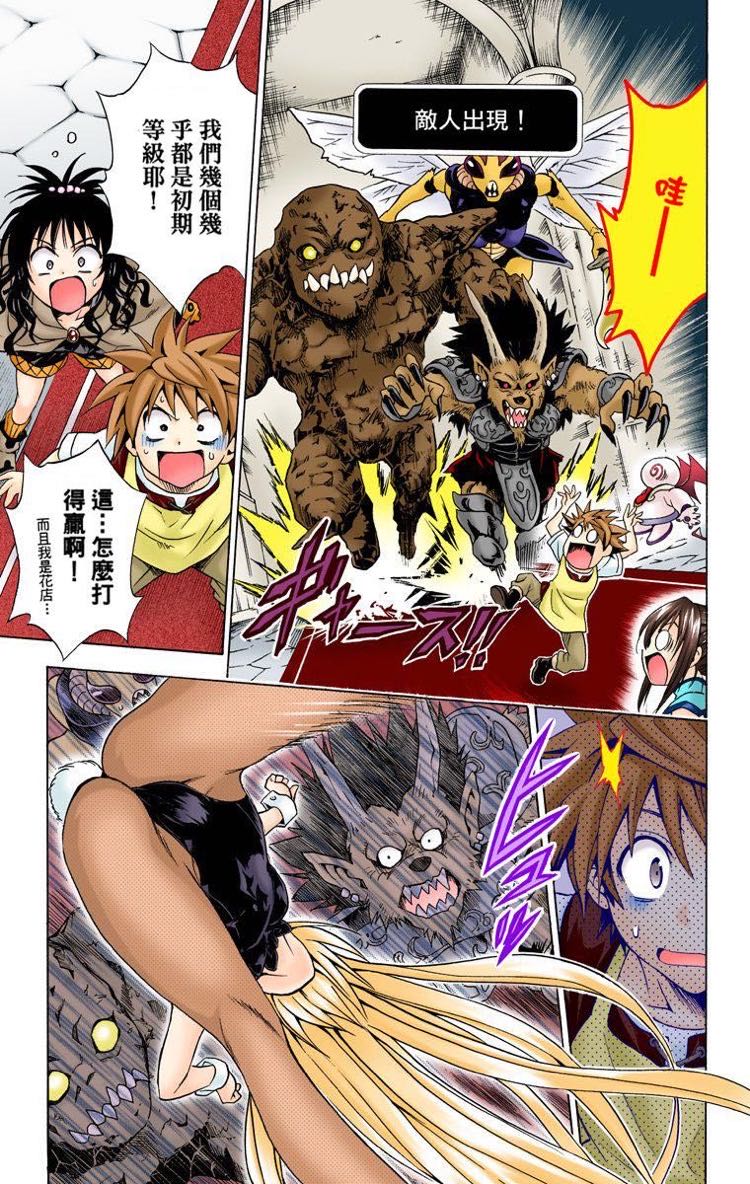 哇
ー
敵人出現！
ギャース!!
我們幾個幾
乎都是初期
等級耶！
這…怎麼打
得贏啊！
而且我是花店…
ヒュッ